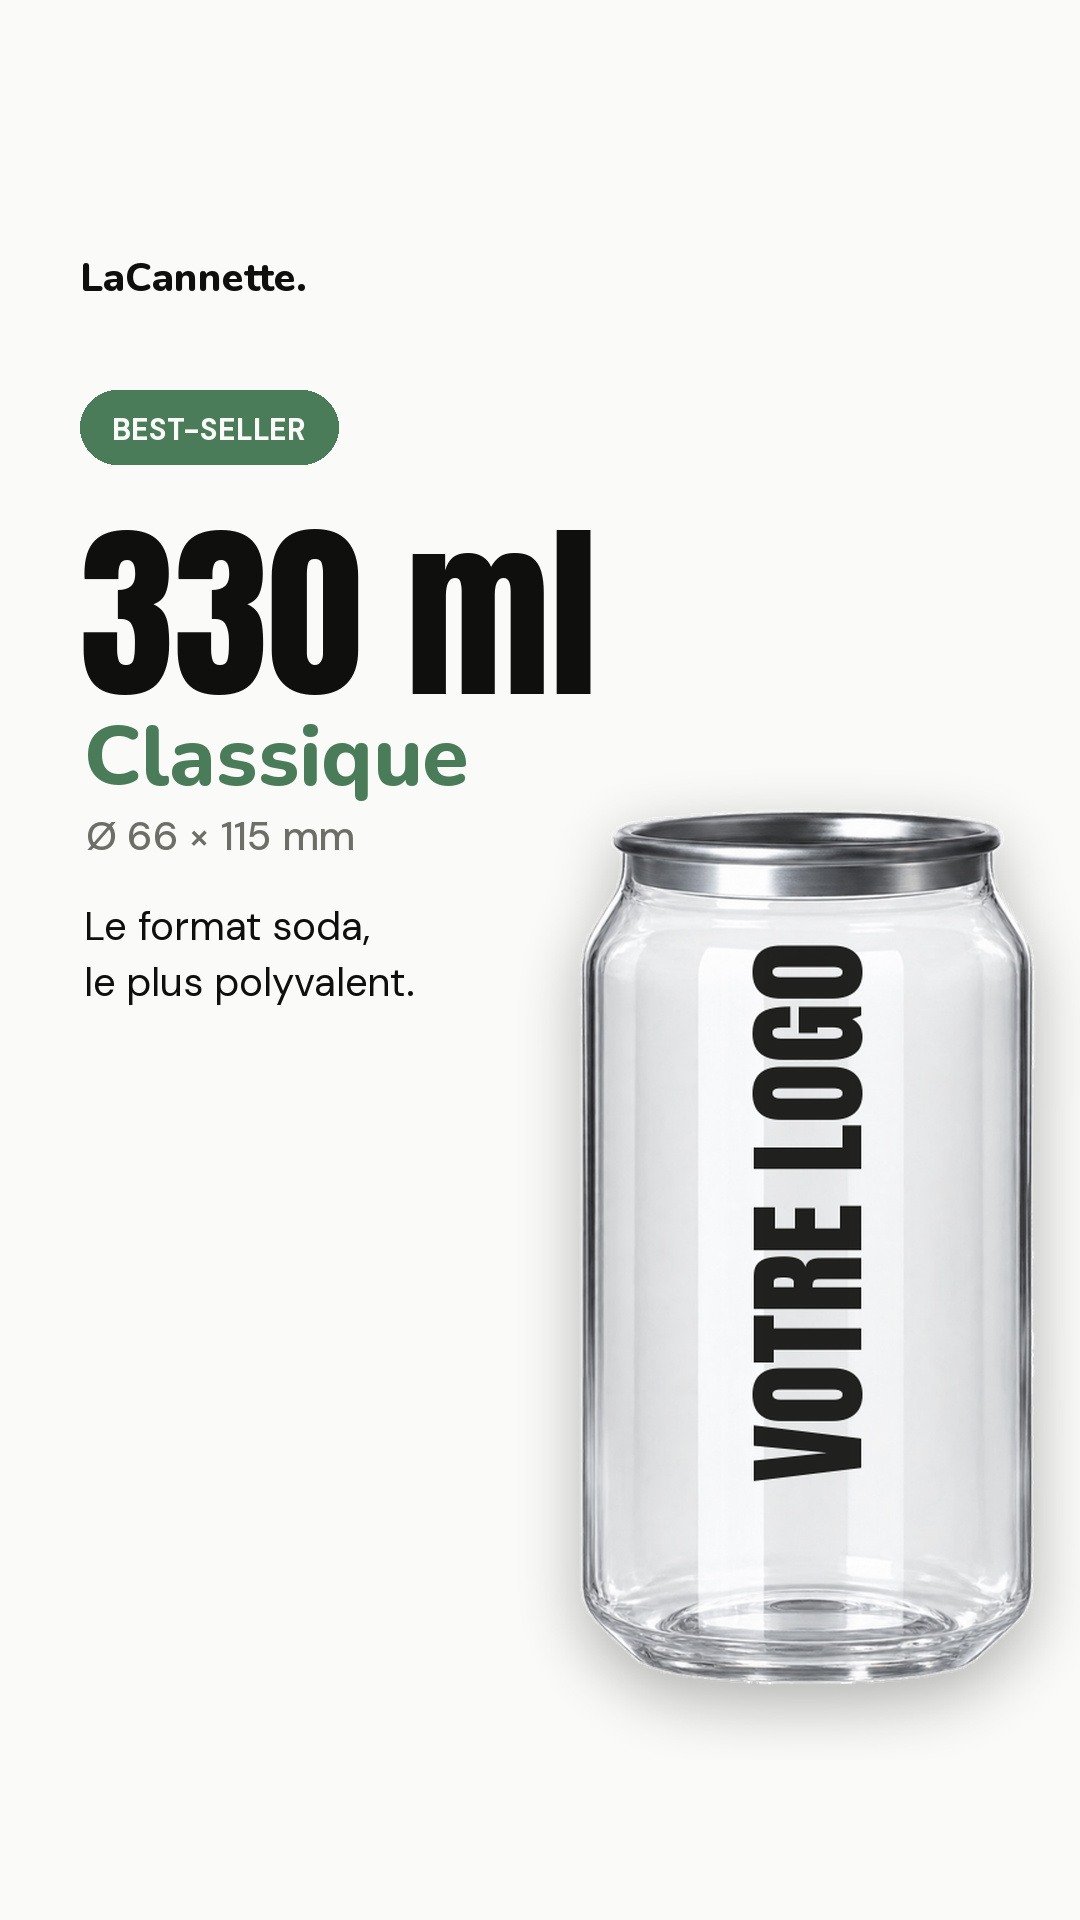 LaCannette.
BEST-SELLER
330 ml
Classique
Ø 66 × 115 mm
Le format soda,
le plus polyvalent.
VOTRE LOGO